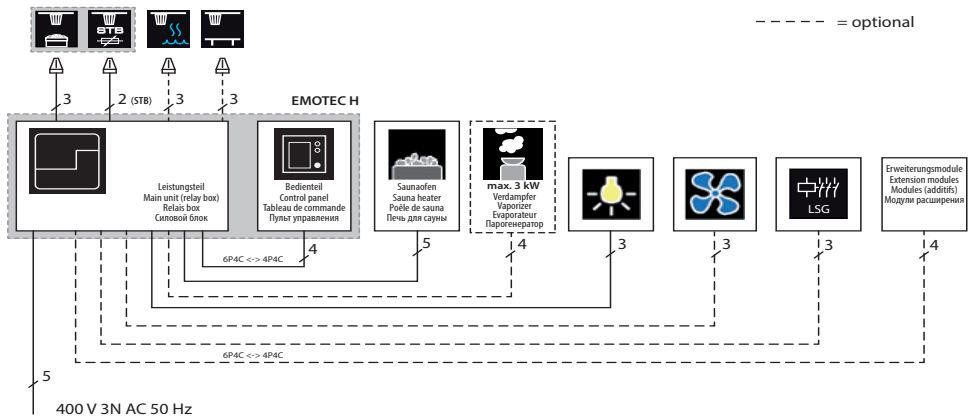 STB
= optional
3
2 (STB)
3
3
EMOTEC H
Leistungsteil
Main unit (relay box)
Relais box
Силовой блок
Bedienteil
Control panel
Tableau de commande
Пульт управления
Saunaofen
Sauna heater
Poêle de sauna
Печь для сауны
max. 3 kW
Verdampfer
Vaporizer
Evaporateur
Парогенератор
LSG
Erweiterungsmodule
Extension modules
Modules (additifs)
Модули расширения
4
5
4
3
3
3
4
6P4C <-> 4P4C
6P4C <-> 4P4C
5
400 V 3N AC 50 Hz